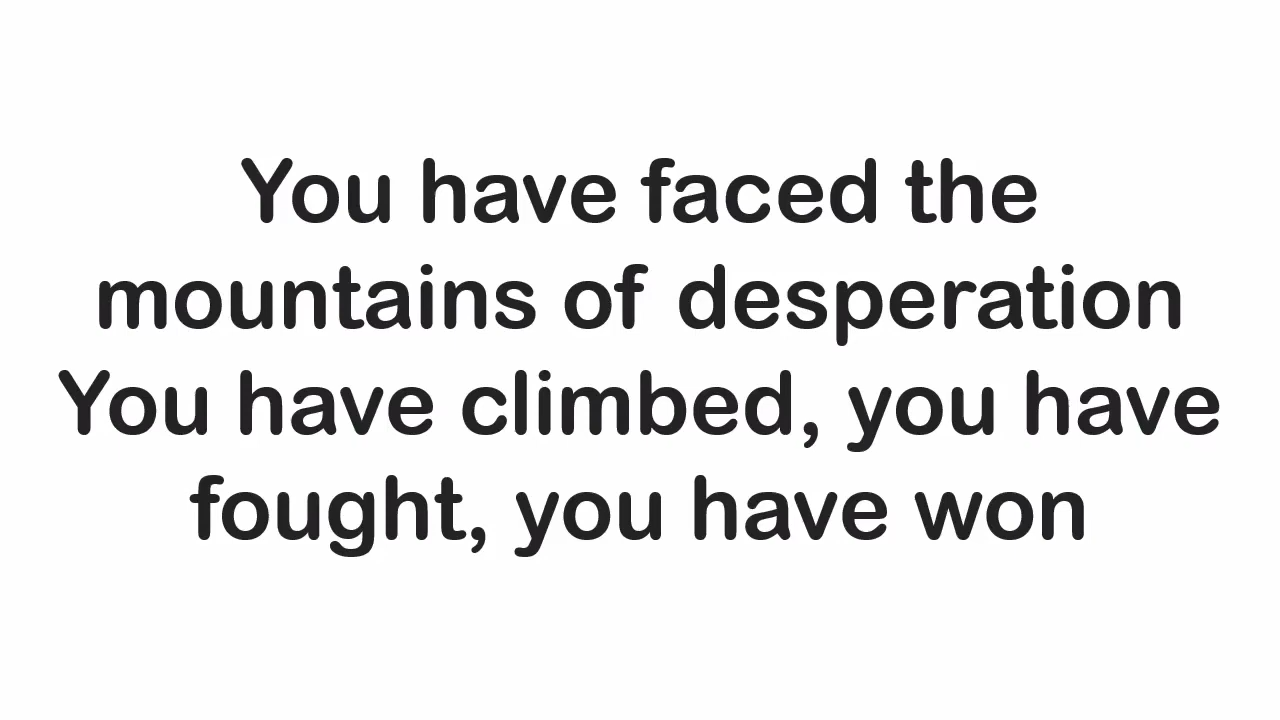 You have faced the
mountains of desperation
You have climbed, you have
fought, you have won